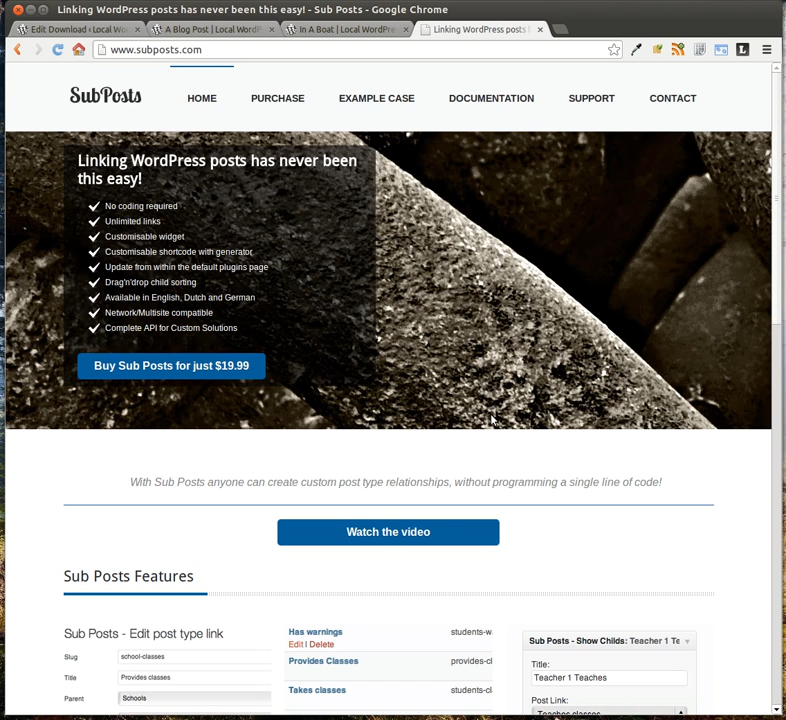 Linking WordPress posts has never been this easy! - Sub Posts - Google Chrome
Edit Download ‹ Local Wo
A Blog Post | Local WordP
In A Boat | Local WordPre
Linking WordPress posts
www.subposts.com
SubPosts
HOME
PURCHASE
EXAMPLE CASE
DOCUMENTATION
SUPPORT
CONTACT
Linking WordPress posts has never been
this easy!
No coding required
Unlimited links
Customisable widget
Customisable shortcode with generator
Update from within the default plugins page
Drag'n'drop child sorting
Available in English, Dutch and German
Network/Multisite compatible
Complete API for Custom Solutions
Buy Sub Posts for just $19.99
With Sub Posts anyone can create custom post type relationships, without programming a single line of code!
Watch the video
Sub Posts Features
Sub Posts - Edit post type link
Slug
school-classes
Title
Provides classes
Parent
Schools
Has warnings
students-w
Edit | Delete
Provides Classes
provides-cl
Takes classes
students-cl
Sub Posts - Show Childs: Teacher 1 Te
Title:
Teacher 1 Teaches
Post Link:
Teaches classes